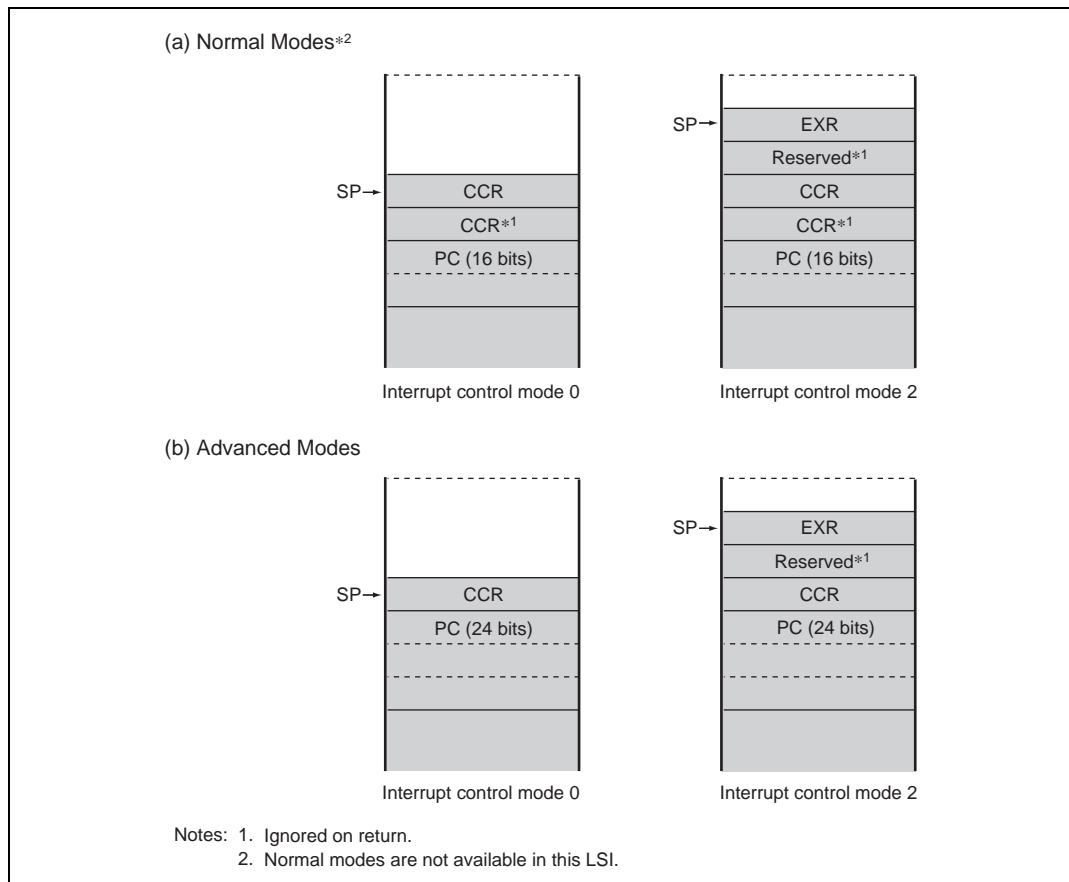 (a) Normal Modes*2
SP→ CCR
CCR*1
PC (16 bits)
Interrupt control mode 0
SP→ EXR
Reserved*1
CCR
CCR*1
PC (16 bits)
Interrupt control mode 2
(b) Advanced Modes
SP→ CCR
PC (24 bits)
Interrupt control mode 0
SP→ EXR
Reserved*1
CCR
PC (24 bits)
Interrupt control mode 2
Notes: 1. Ignored on return.
2. Normal modes are not available in this LSI.